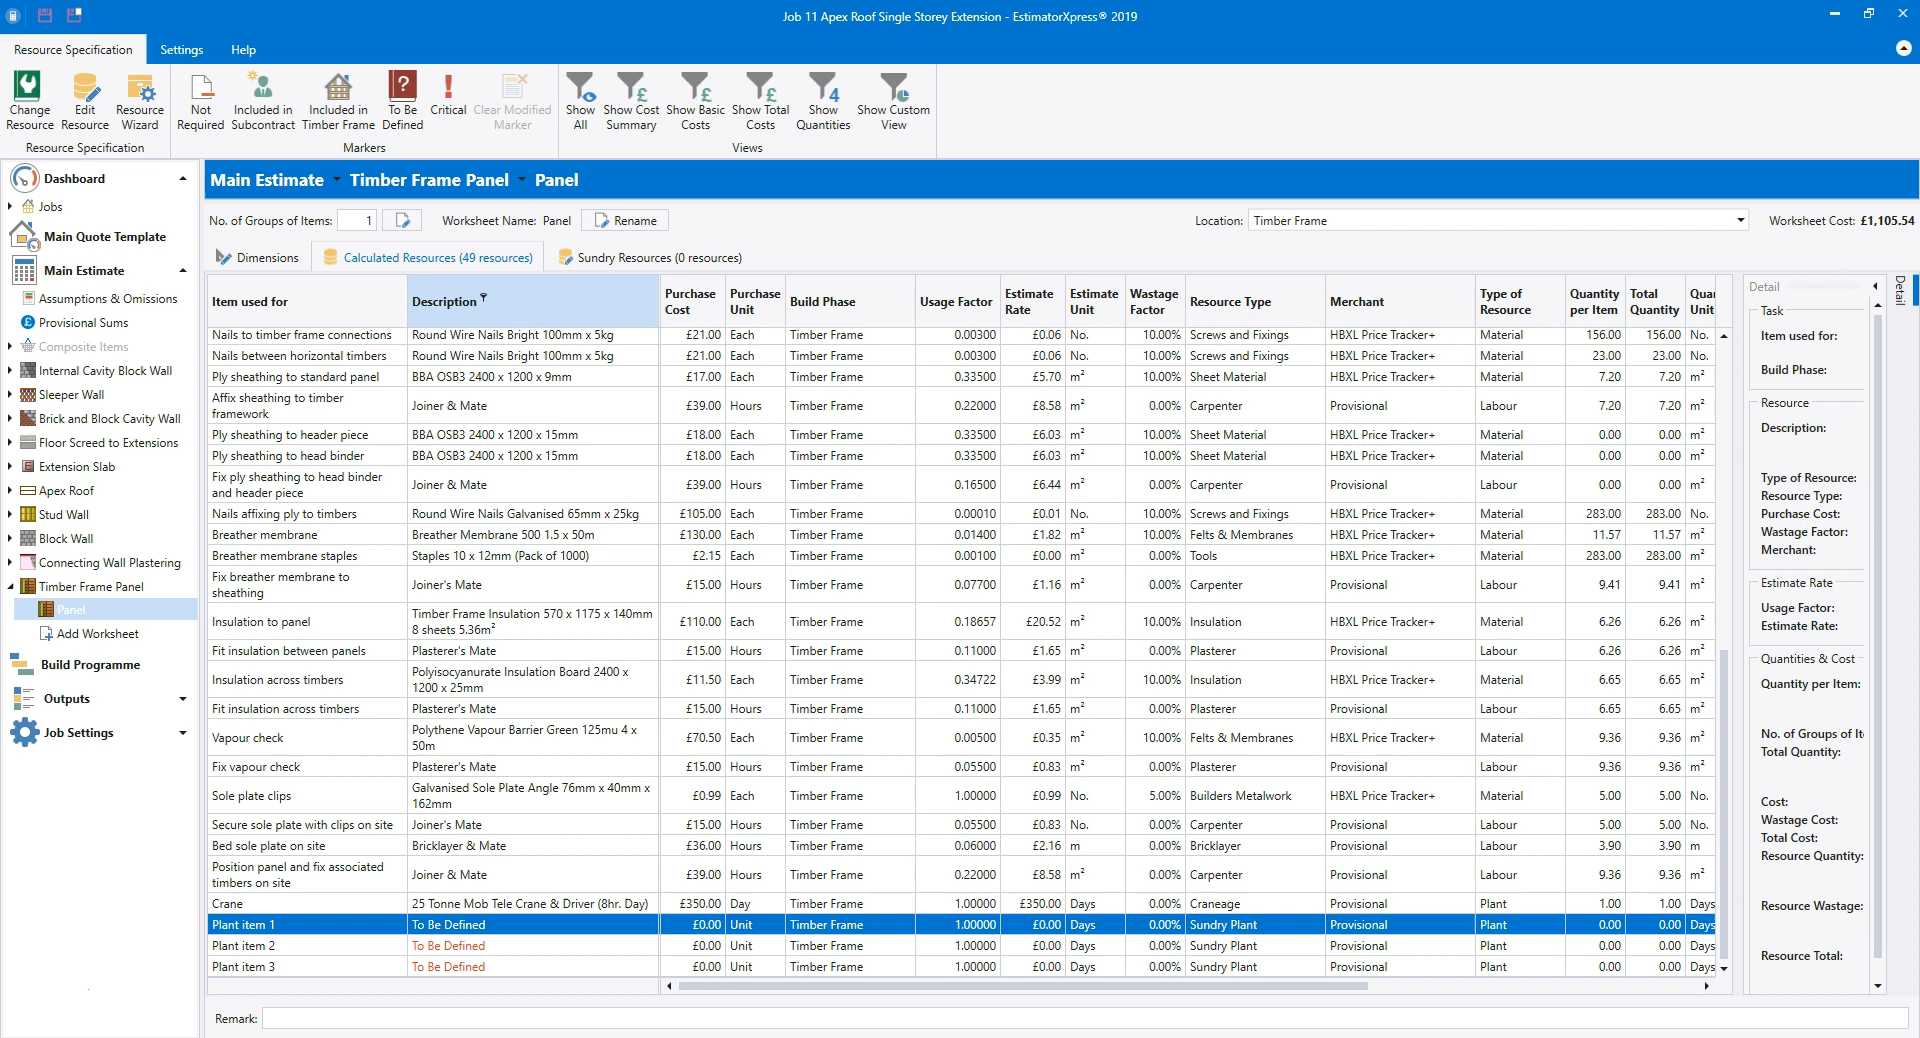 Job 11 Apex Roof Single Storey Extension - EstimatorXpress® 2019
Resource Specification Settings Help
Change Resource
Edit Resource
Resource Wizard
Not Required
Included in Subcontract
Included in Timber Frame
To Be Defined
Critical
Clear Modified Marker
Show All
Show Cost Summary
Show Basic Costs
Show Total Costs
Show Quantities
Show Custom View
Resource Specification Markers Views
Dashboard
Jobs
Main Quote Template
Main Estimate
Assumptions & Omissions
Provisional Sums
Composite Items
Internal Cavity Block Wall
Sleeper Wall
Brick and Block Cavity Wall
Floor Screed to Extensions
Extension Slab
Apex Roof
Stud Wall
Block Wall
Connecting Wall Plastering
Timber Frame Panel
Panel
Add Worksheet
Build Programme
Outputs
Job Settings
Main Estimate Timber Frame Panel Panel
No. of Groups of Items: 1 Worksheet Name: Panel Rename Location: Timber Frame Worksheet Cost: £1,105.54
Dimensions Calculated Resources (49 resources) Sundry Resources (0 resources)
Item used for Description Purchase Cost Purchase Unit Build Phase Usage Factor Estimate Rate Estimate Unit Wastage Factor Resource Type Merchant Type of Resource Quantity per Item Total Quantity Qua Unit
Nails to timber frame connections Round Wire Nails Bright 100mm x 5kg £21.00 Each Timber Frame 0.00300 £0.06 No. 10.00% Screws and Fixings HBXL Price Tracker+ Material 156.00 156.00 No.
Nails between horizontal timbers Round Wire Nails Bright 100mm x 5kg £21.00 Each Timber Frame 0.00300 £0.06 No. 10.00% Screws and Fixings HBXL Price Tracker+ Material 23.00 23.00 No.
Ply sheathing to standard panel BBA OSB3 2400 x 1200 x 9mm £17.00 Each Timber Frame 0.33500 £5.70 m² 10.00% Sheet Material HBXL Price Tracker+ Material 7.20 7.20 m²
Affix sheathing to timber framework Joiner & Mate £39.00 Hours Timber Frame 0.22000 £8.58 m² 0.00% Carpenter Provisional Labour 7.20 7.20 m²
Ply sheathing to header piece BBA OSB3 2400 x 1200 x 15mm £18.00 Each Timber Frame 0.33500 £6.03 m² 10.00% Sheet Material HBXL Price Tracker+ Material 0.00 0.00 m²
Ply sheathing to head binder BBA OSB3 2400 x 1200 x 15mm £18.00 Each Timber Frame 0.33500 £6.03 m² 10.00% Sheet Material HBXL Price Tracker+ Material 0.00 0.00 m²
Fix ply sheathing to head binder and header piece Joiner & Mate £39.00 Hours Timber Frame 0.16500 £6.44 m² 0.00% Carpenter Provisional Labour 0.00 0.00 m²
Nails affixing ply to timbers Round Wire Nails Galvanised 65mm x 25kg £105.00 Each Timber Frame 0.00010 £0.01 No. 10.00% Screws and Fixings HBXL Price Tracker+ Material 283.00 283.00 No.
Breather membrane Breather Membrane 500 1.5 x 50m £130.00 Each Timber Frame 0.01400 £1.82 m² 10.00% Felts & Membranes HBXL Price Tracker+ Material 11.57 11.57 m²
Breather membrane staples Staples 10 x 12mm (Pack of 1000) £2.15 Each Timber Frame 0.00100 £0.00 m² 0.00% Tools HBXL Price Tracker+ Material 283.00 283.00 m²
Fix breather membrane to sheathing Joiner's Mate £15.00 Hours Timber Frame 0.07700 £1.16 m² 0.00% Carpenter Provisional Labour 9.41 9.41 m²
Insulation to panel Timber Frame Insulation 570 x 1175 x 140mm 8 sheets 5.36m² £110.00 Each Timber Frame 0.18657 £20.52 m² 10.00% Insulation HBXL Price Tracker+ Material 6.26 6.26 m²
Fit insulation between panels Plasterer's Mate £15.00 Hours Timber Frame 0.11000 £1.65 m² 0.00% Plasterer Provisional Labour 6.26 6.26 m²
Insulation across timbers Polyisocyanurate Insulation Board 2400 x 1200 x 25mm £11.50 Each Timber Frame 0.34722 £3.99 m² 10.00% Insulation HBXL Price Tracker+ Material 6.65 6.65 m²
Fit insulation across timbers Plasterer's Mate £15.00 Hours Timber Frame 0.11000 £1.65 m² 0.00% Plasterer Provisional Labour 6.65 6.65 m²
Vapour check Polythene Vapour Barrier Green 125mu 4 x 50m £70.50 Each Timber Frame 0.00500 £0.35 m² 10.00% Felts & Membranes HBXL Price Tracker+ Material 9.36 9.36 m²
Fix vapour check Plasterer's Mate £15.00 Hours Timber Frame 0.05500 £0.83 m² 0.00% Plasterer Provisional Labour 9.36 9.36 m²
Sole plate clips Galvanised Sole Plate Angle 76mm x 40mm x 162mm £0.99 Each Timber Frame 1.00000 £0.99 No. 5.00% Builders Metalwork HBXL Price Tracker+ Material 5.00 5.00 No.
Secure sole plate with clips on site Joiner's Mate £15.00 Hours Timber Frame 0.05500 £0.83 No. 0.00% Carpenter Provisional Labour 5.00 5.00 No.
Bed sole plate on site Bricklayer & Mate £36.00 Hours Timber Frame 0.06000 £2.16 m 0.00% Bricklayer Provisional Labour 3.90 3.90 m
Position panel and fix associated timbers on site Joiner & Mate £39.00 Hours Timber Frame 0.22000 £8.58 m² 0.00% Carpenter Provisional Labour 9.36 9.36 m²
Crane 25 Tonne Mob Tele Crane & Driver (8hr. Day) £350.00 Day Timber Frame 1.00000 £350.00 Days 0.00% Craneage Provisional Plant 1.00 1.00 Days
Plant item 1 To Be Defined £0.00 Unit Timber Frame 1.00000 £0.00 Days 0.00% Sundry Plant Provisional Plant 0.00 0.00 Days
Plant item 2 To Be Defined £0.00 Unit Timber Frame 1.00000 £0.00 Days 0.00% Sundry Plant Provisional Plant 0.00 0.00 Days
Plant item 3 To Be Defined £0.00 Unit Timber Frame 1.00000 £0.00 Days 0.00% Sundry Plant Provisional Plant 0.00 0.00 Days
Remark:
Detail
Detail
Task
Item used for:
Build Phase:
Resource
Description:
Type of Resource:
Resource Type:
Purchase Cost:
Wastage Factor:
Merchant:
Estimate Rate
Usage Factor:
Estimate Rate:
Quantities & Cost
Quantity per Item:
No. of Groups of It
Total Quantity:
Cost:
Wastage Cost:
Total Cost:
Resource Quantity:
Resource Wastage:
Resource Total: